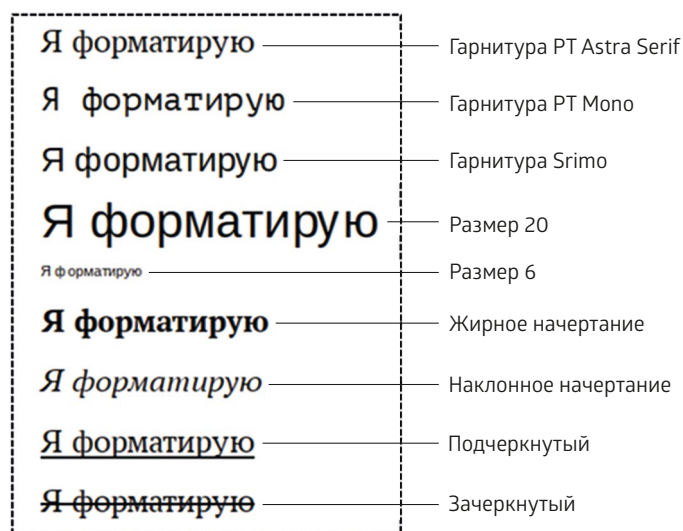 Я форматирую Гарнитура PT Astra Serif
Я форматирую Гарнитура PT Mono
Я форматирую Гарнитура Srimo
Я форматирую Размер 20
Я форматирую Размер 6
Я форматирую Жирное начертание
Я форматирую Наклонное начертание
Я форматирую Подчеркнутый
Я форматирую Зачеркнутый